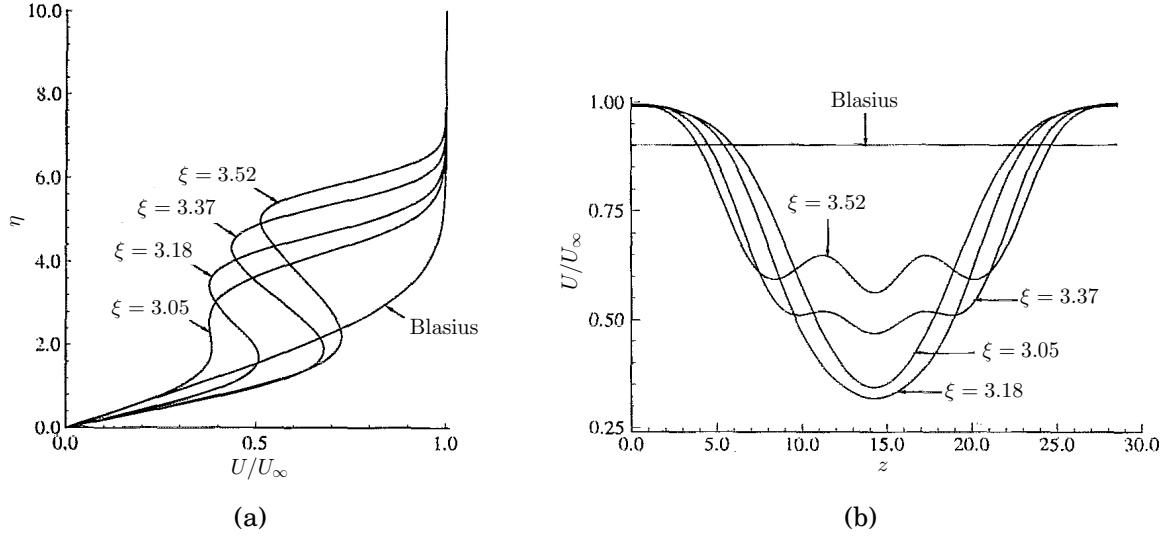 10.0
8.0
6.0
4.0
2.0
0.0
η
ξ = 3.52
ξ = 3.37
ξ = 3.18
ξ = 3.05
Blasius
0.0
0.5
1.0
U/U∞
(a)
Blasius
1.00
0.75
0.50
0.25
U/U∞
ξ = 3.52
ξ = 3.37
ξ = 3.05
ξ = 3.18
0.0
5.0
10.0
15.0
20.0
25.0
30.0
z
(b)